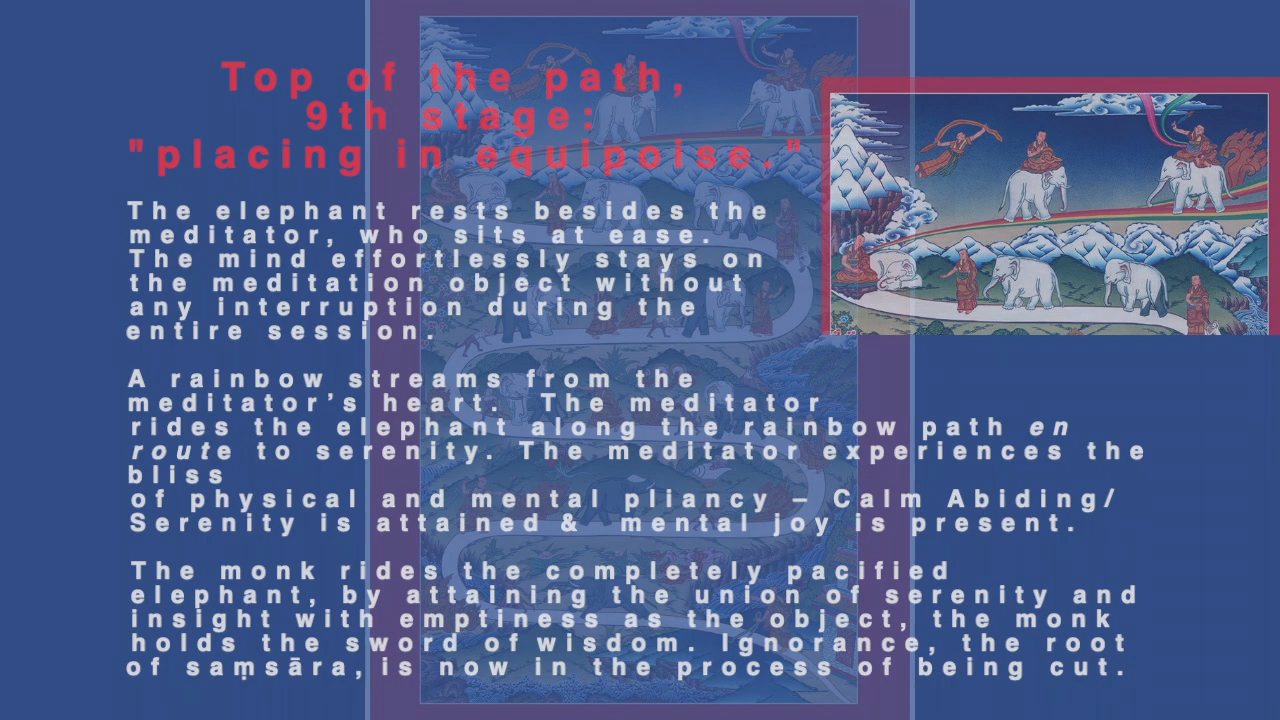 Top of the path,
9th stage:
"placing in equipoise."
The elephant rests besides the
meditator, who sits at ease.
The mind effortlessly stays on
the meditation object without
any interruption during the
entire session.
A rainbow streams from the
meditator’s heart. The meditator
rides the elephant along the rainbow path en
route to serenity. The meditator experiences the
bliss
of physical and mental pliancy – Calm Abiding/
Serenity is attained & mental joy is present.
The monk rides the completely pacified
elephant, by attaining the union of serenity and
insight with emptiness as the object, the monk
holds the sword of wisdom. Ignorance, the root
of saṃsāra, is now in the process of being cut.